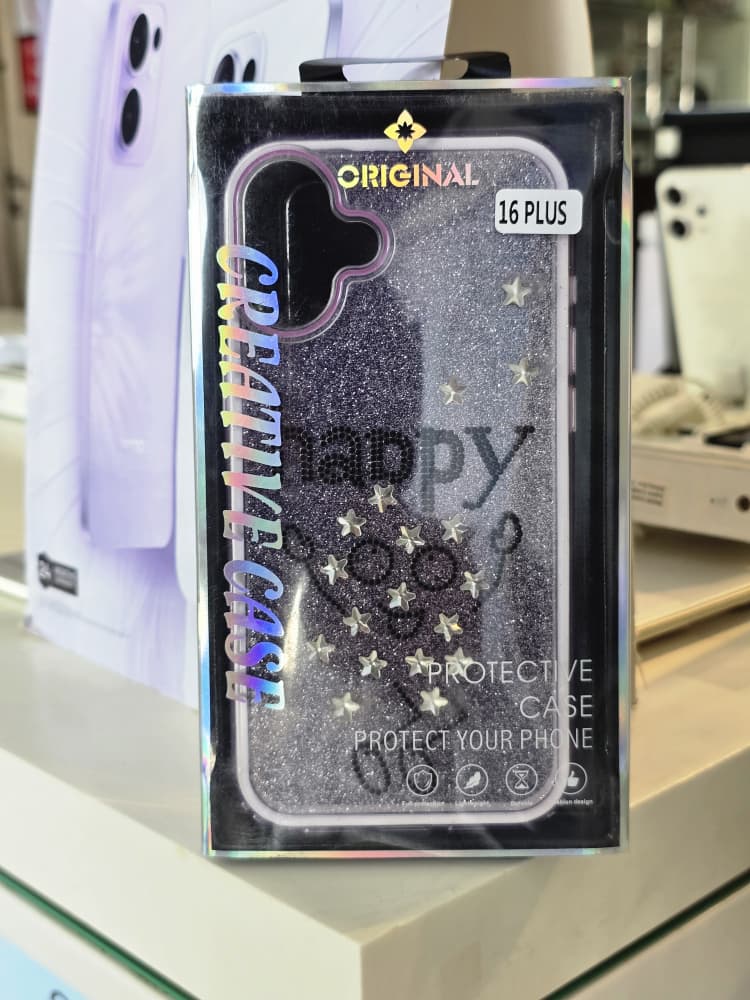 ORIGINAL
16 PLUS
CREATIVE CASE
happy
PROTECTIVE
CASE
PROTECT YOUR PHONE